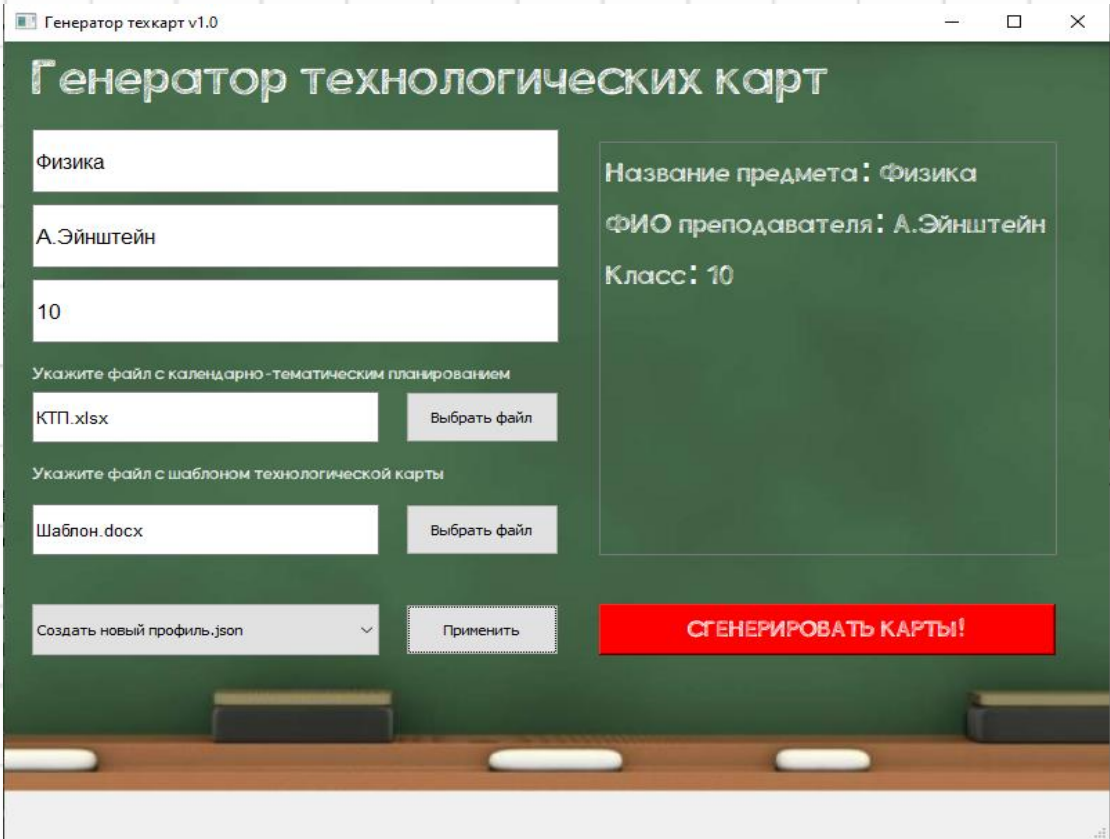 Генератор техкарт v1.0
Генератор технологических карт
Физика
А.Эйнштейн
10
Укажите файл с календарно-тематическим планированием
КТП.xlsx
Выбрать файл
Укажите файл с шаблоном технологической карты
Шаблон.docx
Выбрать файл
Создать новый профиль.json
Применить
Название предмета: Физика
ФИО преподавателя: А.Эйнштейн
Класс: 10
СГЕНЕРИРОВАТЬ КАРТЫ!